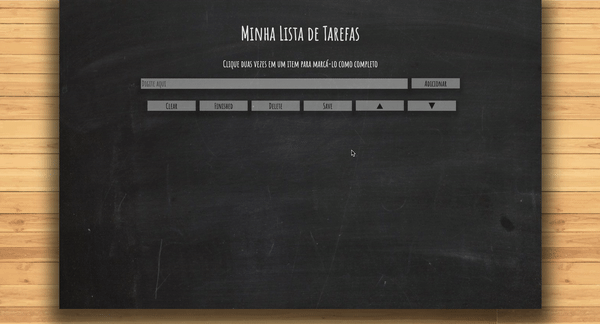 Minha Lista de Tarefas
Clique duas vezes em um item para marcá-lo como completo
Digite aqui
Adicionar
Clear Finished Delete Save ▲ ▼